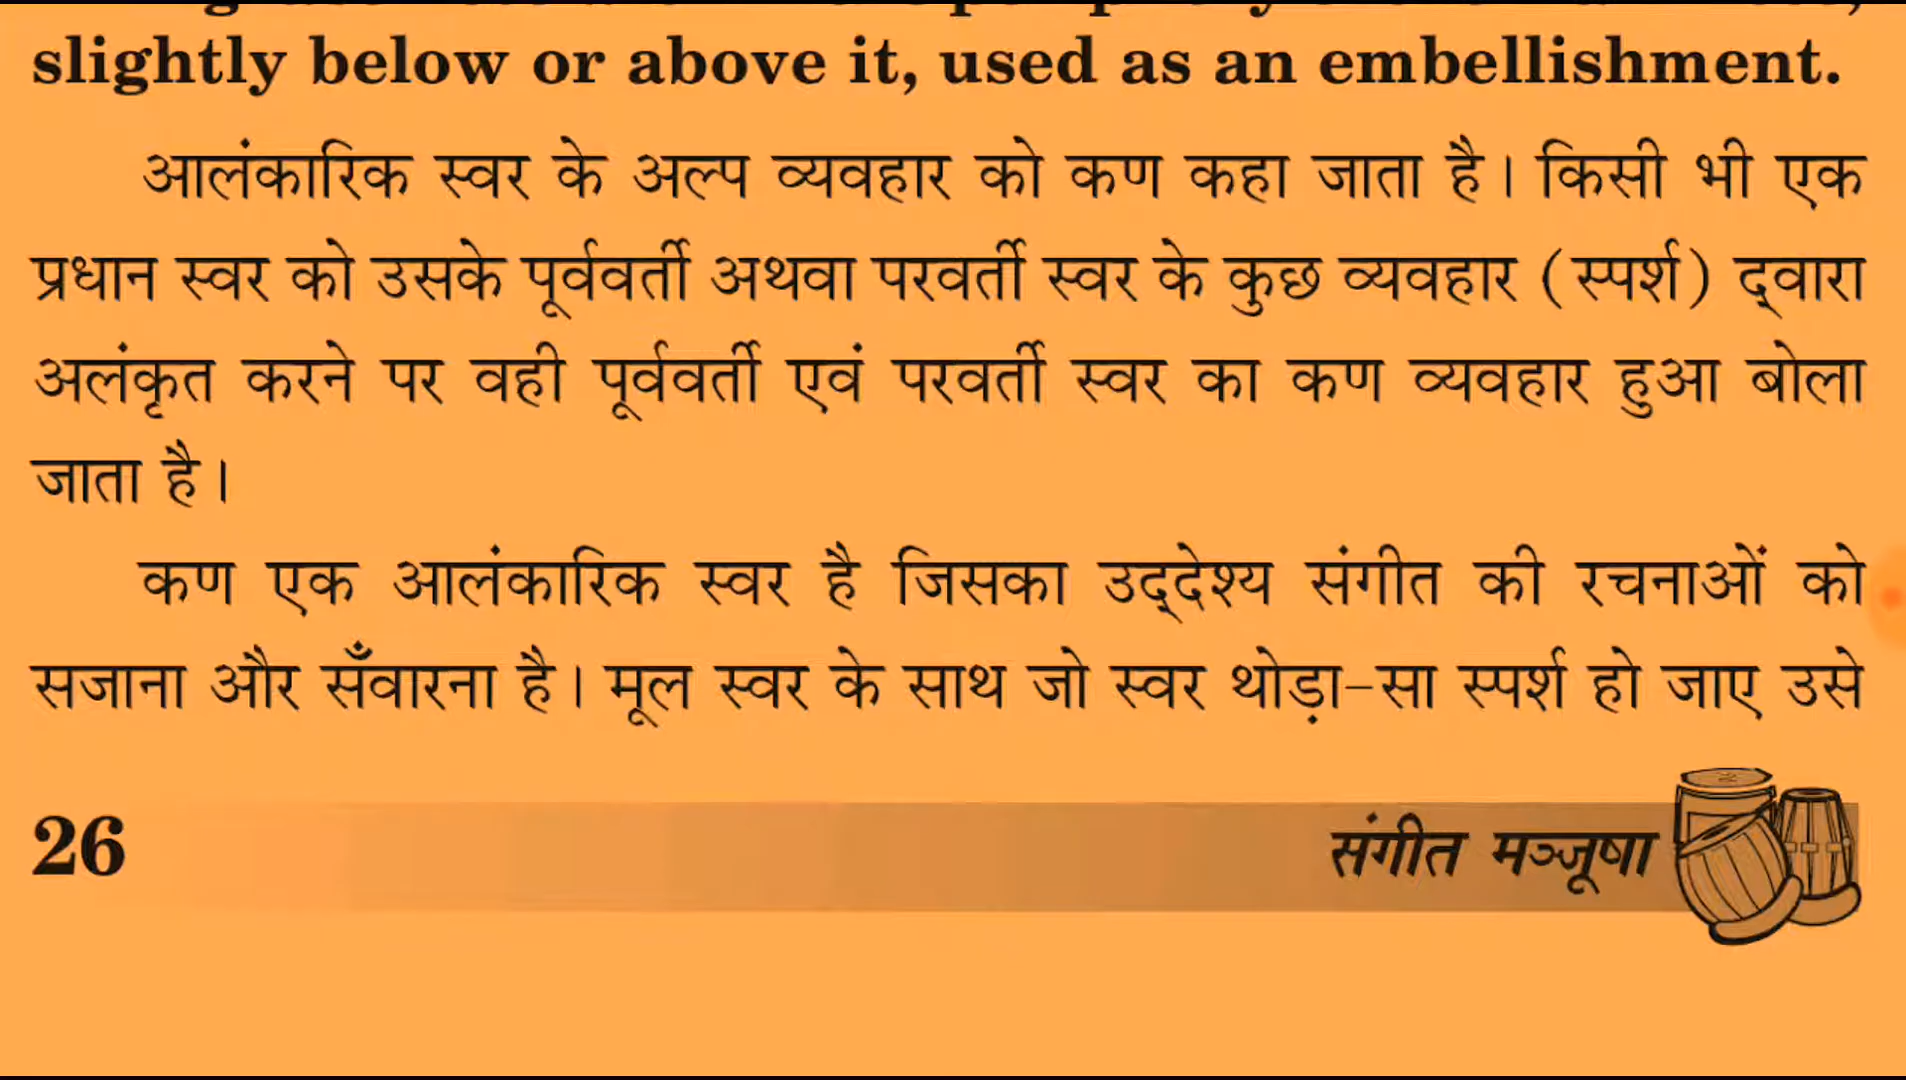 slightly below or above it, used as an embellishment.
आलंकारिक स्वर के अल्प व्यवहार को कण कहा जाता है। किसी भी एक
प्रधान स्वर को उसके पूर्ववर्ती अथवा परवर्ती स्वर के कुछ व्यवहार (स्पर्श) द्‌वारा
अलंकृत करने पर वही पूर्ववर्ती एवं परवर्ती स्वर का कण व्यवहार हुआ बोला
जाता है।
कण एक आलंकारिक स्वर है जिसका उद्‌देश्य संगीत की रचनाओं को
सजाना और सँवारना है। मूल स्वर के साथ जो स्वर थोड़ा-सा स्पर्श हो जाए उसे
26 संगीत मञ्जूषा